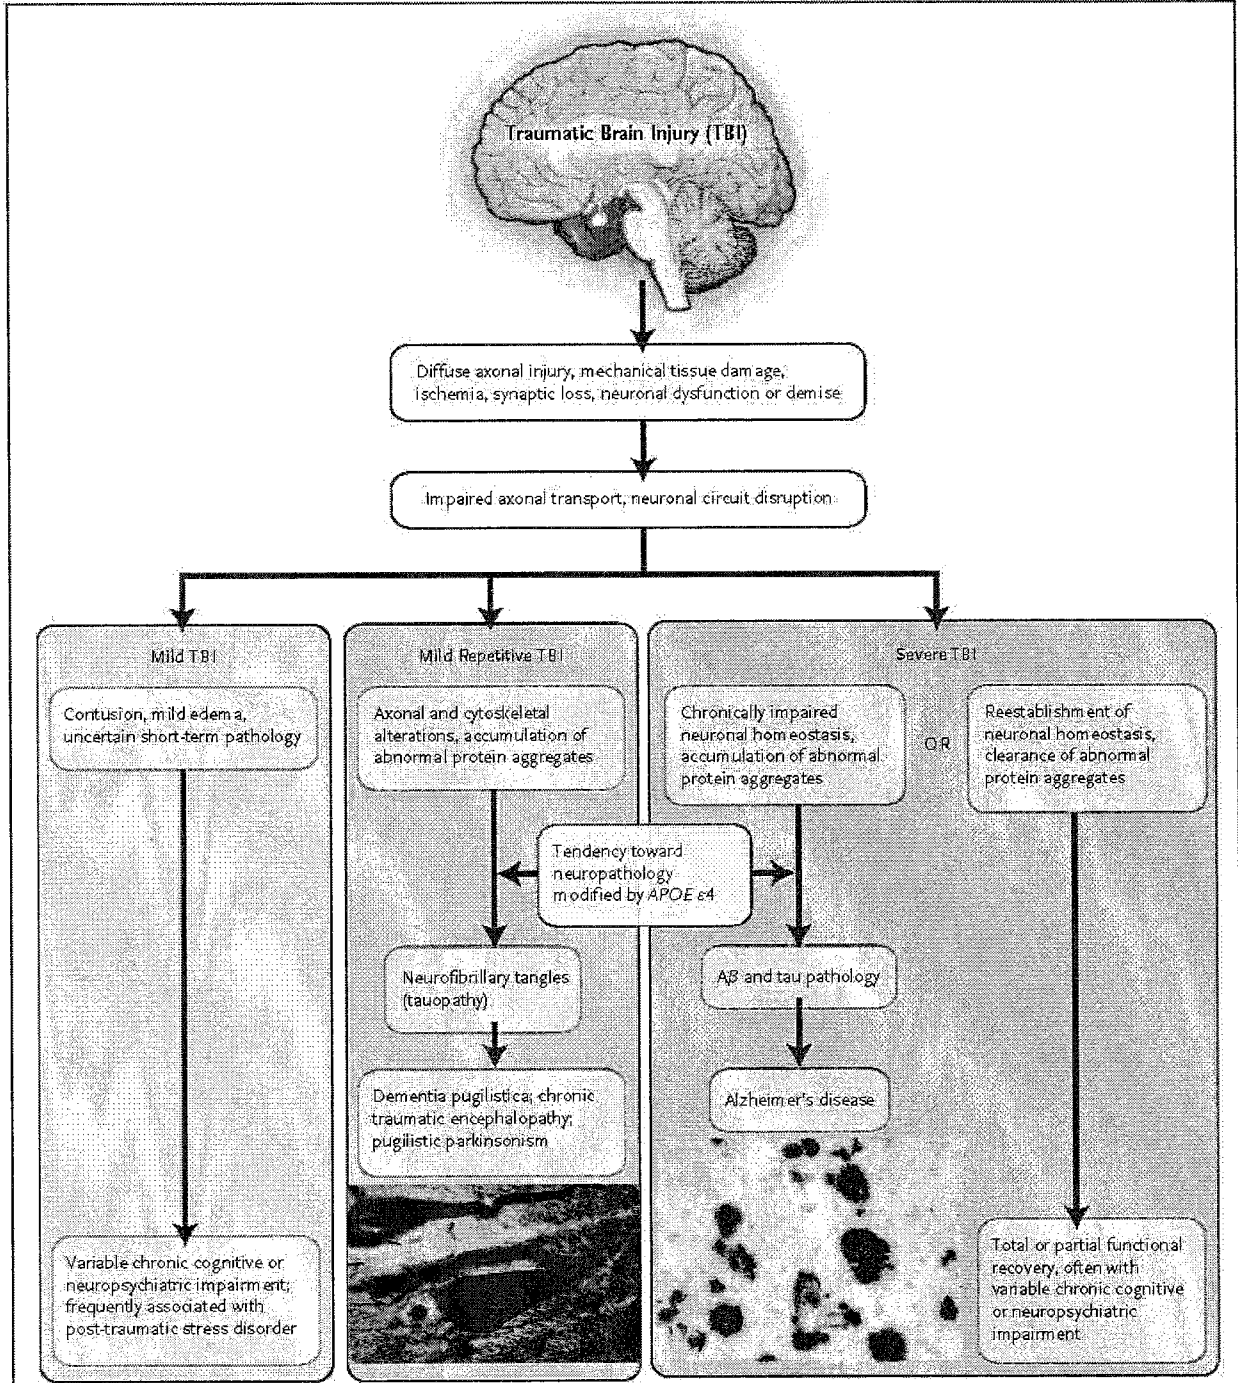 Traumatic Brain Injury (TBI)
Diffuse axonal injury, mechanical tissue damage,
ischemia, synaptic loss, neuronal dysfunction or demise
Impaired axonal transport, neuronal circuit disruption
Mild TBI
Contusion, mild edema,
uncertain short-term pathology
Variable chronic cognitive or
neuropsychiatric impairment;
frequently associated with
post-traumatic stress disorder
Mild Repetitive TBI
Axonal and cytoskeletal
alterations, accumulation of
abnormal protein aggregates
Tendency toward
neuropathology
modified by APOE ε4
Neurofibrillary tangles
(tauopathy)
Dementia pugilistica; chronic
traumatic encephalopathy;
pugilistic parkinsonism
Severe TBI
Chronically impaired
neuronal homeostasis,
accumulation of abnormal
protein aggregates
OR
Reestablishment of
neuronal homeostasis,
clearance of abnormal
protein aggregates
Aβ and tau pathology
Alzheimer's disease
Total or partial functional
recovery, often with
variable chronic cognitive
or neuropsychiatric
impairment